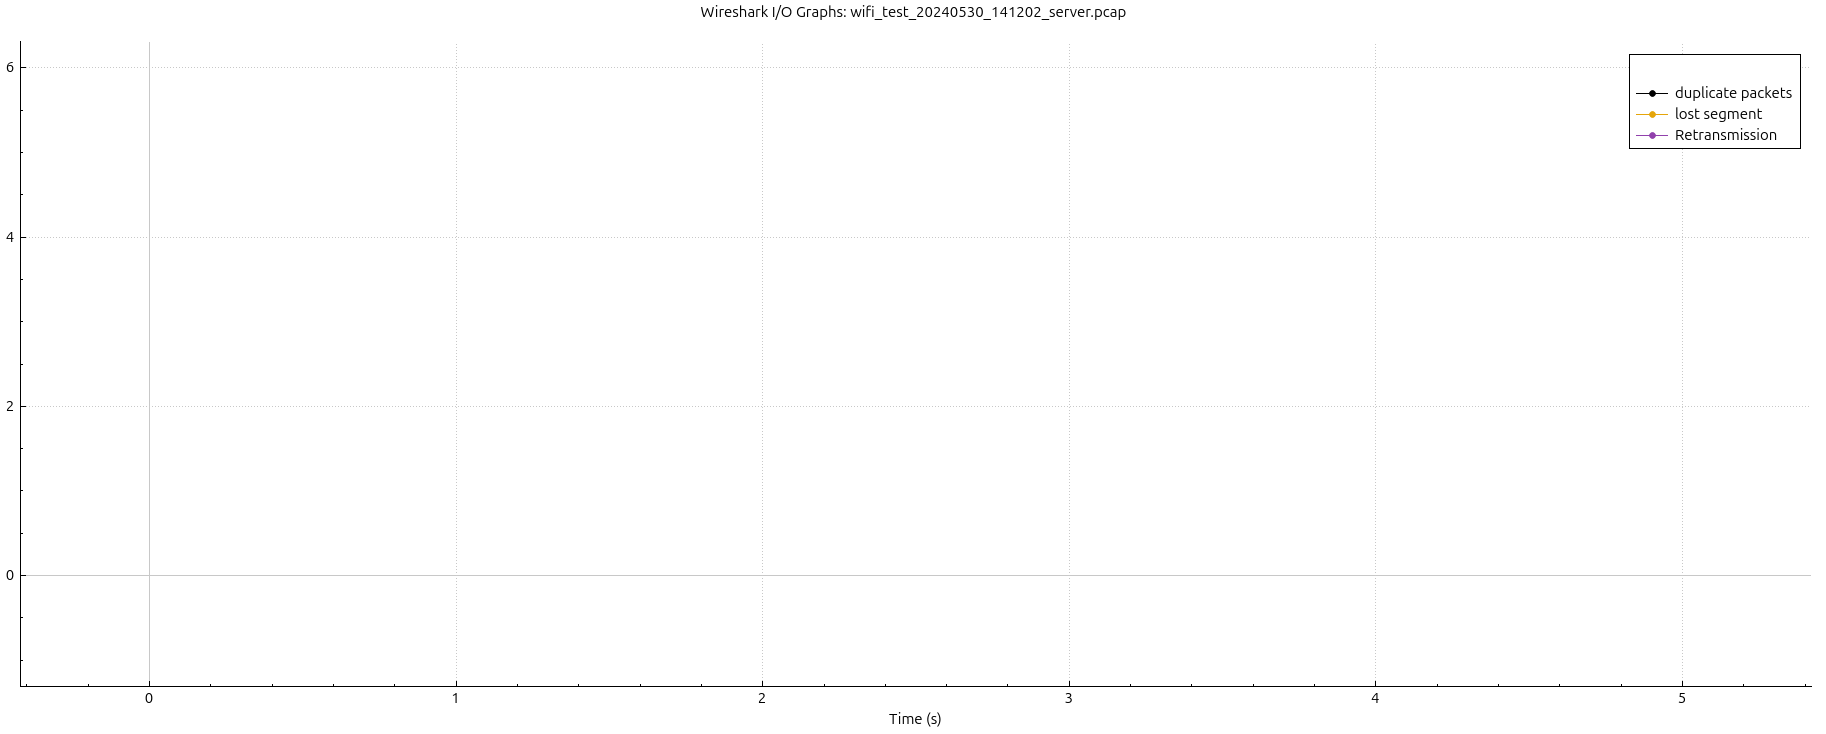 Wireshark I/O Graphs: wifi_test_20240530_141202_server.pcap
duplicate packets
lost segment
Retransmission
6
4
2
0
0 1 2 3 4 5
Time (s)